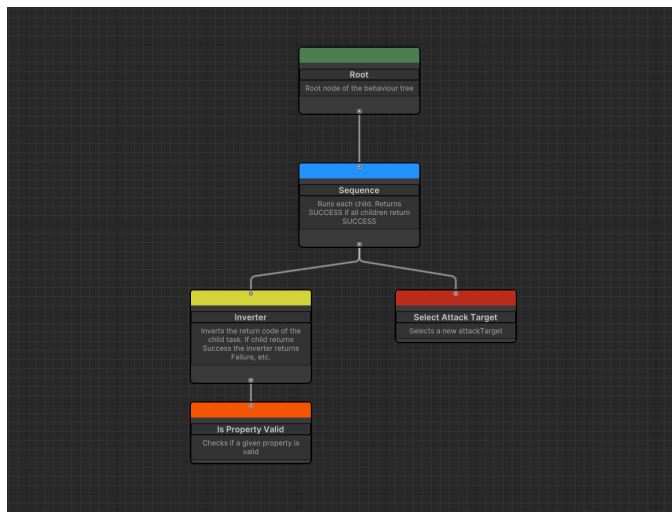 Root
Root node of the behaviour tree
Sequence
Runs each child. Returns
SUCCESS if all children return
SUCCESS
Inverter
Inverts the return code of the
child task. If child returns
Success the inverter returns
Failure, etc.
Select Attack Target
Selects a new attackTarget
Is Property Valid
Checks if a given property is
valid